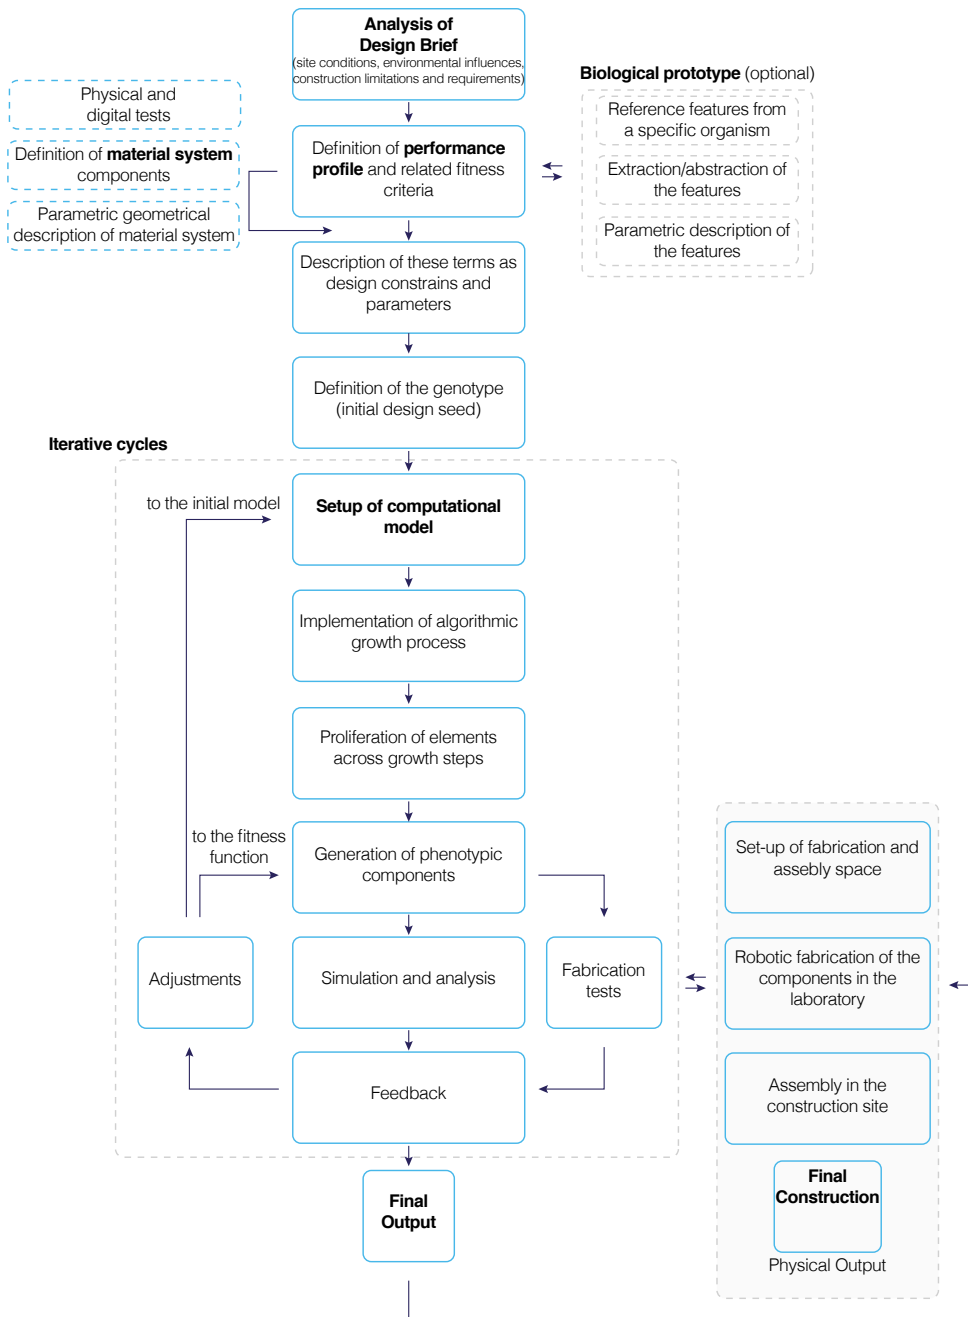 Analysis of
Design Brief
(site conditions, environmental influences,
construction limitations and requirements)
Physical and
digital tests
Definition of material system
components
Parametric geometrical
description of material system
Definition of performance
profile and related fitness
criteria
Biological prototype (optional)
Reference features from
a specific organism
Extraction/abstraction of
the features
Parametric description of
the features
Description of these terms as
design constrains and
parameters
Definition of the genotype
(initial design seed)
Iterative cycles
to the initial model
Setup of computational
model
Implementation of algorithmic
growth process
Proliferation of elements
across growth steps
to the fitness
function
Generation of phenotypic
components
Adjustments
Simulation and analysis
Fabrication
tests
Feedback
Final
Output
Set-up of fabrication and
assebly space
Robotic fabrication of the
components in the
laboratory
Assembly in the
construction site
Final
Construction
Physical Output